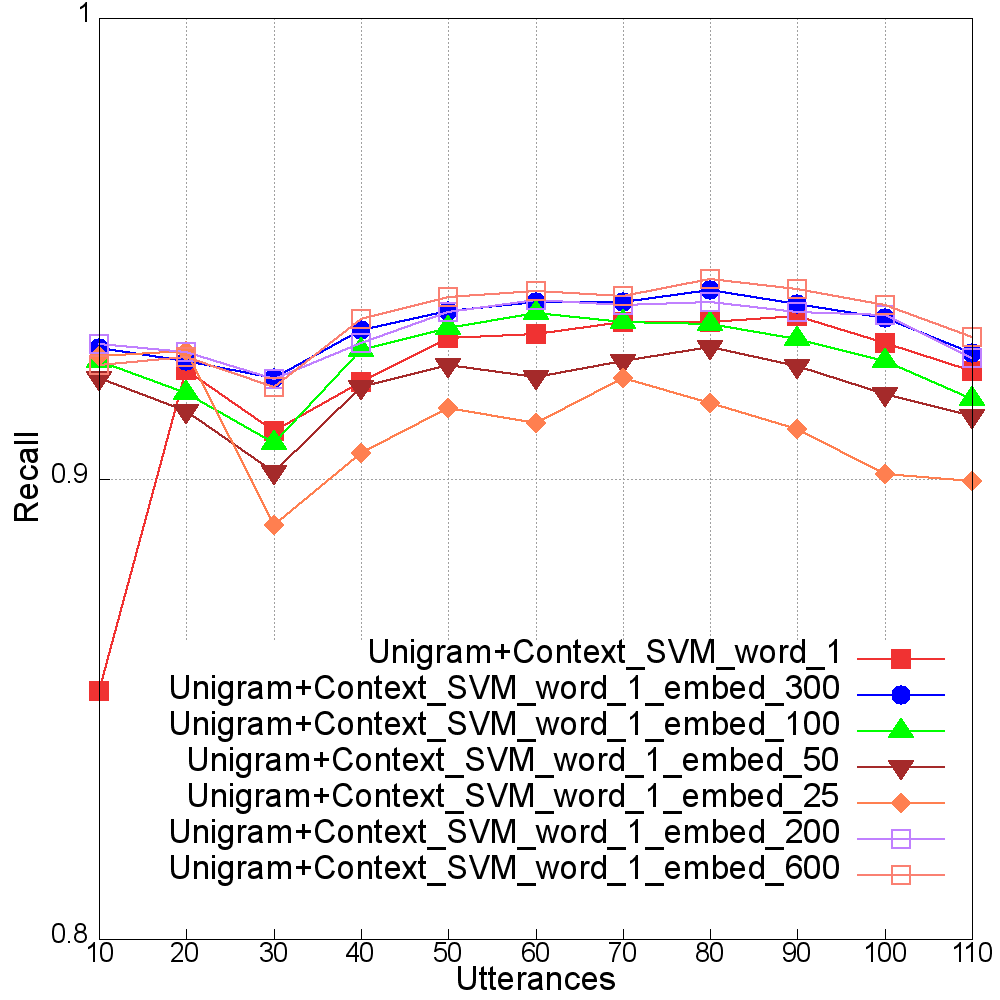 1
0.9
0.8
Recall
Unigram+Context_SVM_word_1
Unigram+Context_SVM_word_1_embed_300
Unigram+Context_SVM_word_1_embed_100
Unigram+Context_SVM_word_1_embed_50
Unigram+Context_SVM_word_1_embed_25
Unigram+Context_SVM_word_1_embed_200
Unigram+Context_SVM_word_1_embed_600
10 20 30 40 50 60 70 80 90 100 110
Utterances